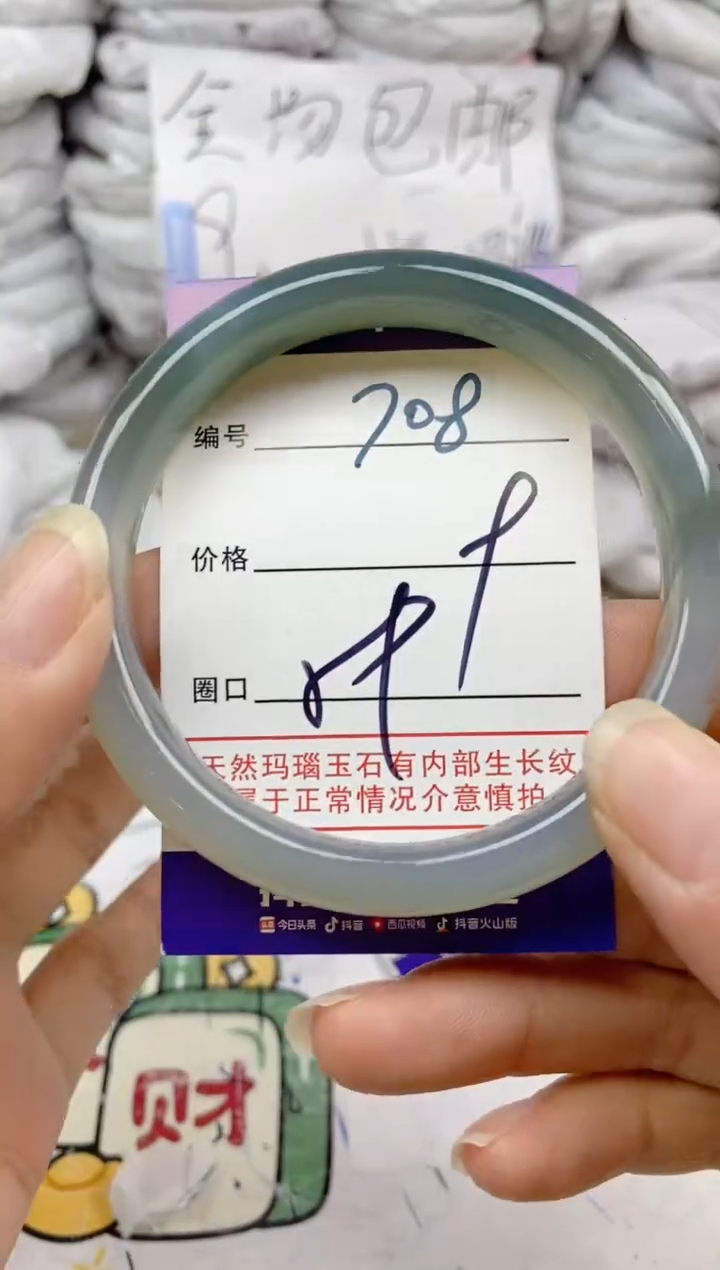 全场包邮
编号 708
价格
圈口
天然玛瑙玉石有内部生长纹
属于正常情况介意慎拍
今日头条 抖音 西瓜视频 抖音火山版
财